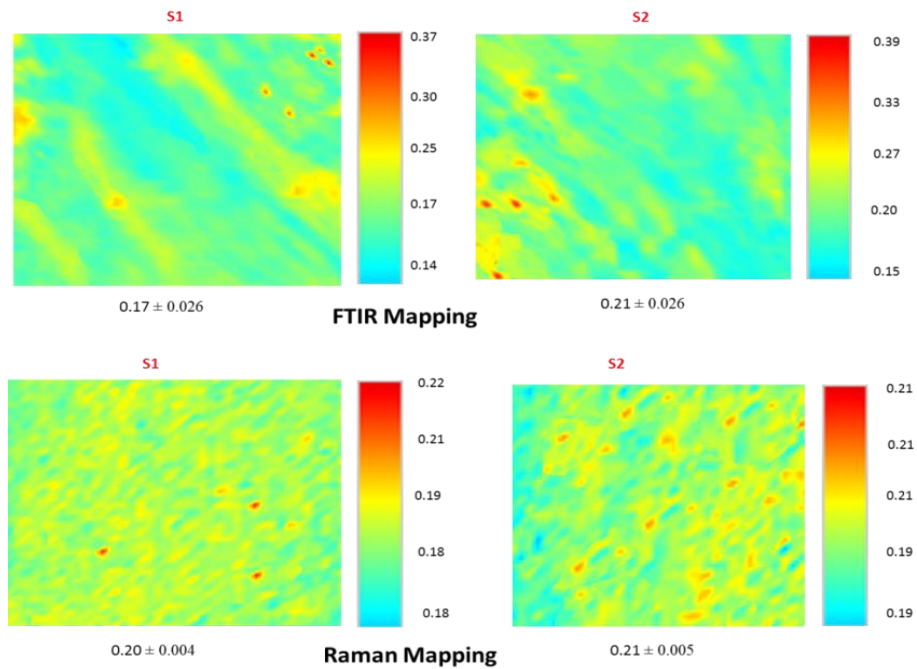 S1
0.37
0.30
0.25
0.17
0.14
0.17 ± 0.026
S2
0.39
0.33
0.27
0.20
0.15
0.21 ± 0.026
FTIR Mapping
S1
0.22
0.21
0.19
0.18
0.18
0.20 ± 0.004
S2
0.21
0.21
0.21
0.19
0.19
0.21 ± 0.005
Raman Mapping